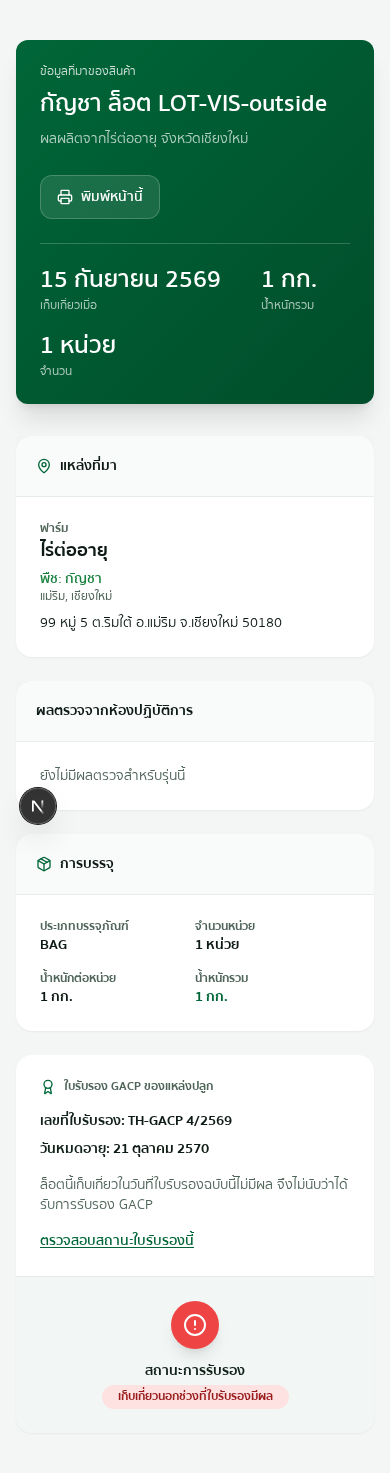 ข้อมูลที่มาของสินค้า
กัญชา ล็อต LOT-VIS-outside
ผลผลิตจากไร่ต่ออายุ จังหวัดเชียงใหม่
พิมพ์หน้านี้
15 กันยายน 2569
เก็บเกี่ยวเมื่อ
1 กก.
น้ำหนักรวม
1 หน่วย
จำนวน
แหล่งที่มา
ฟาร์ม
ไร่ต่ออายุ
พืช: กัญชา
แม่ริม, เชียงใหม่
99 หมู่ 5 ต.ริมใต้ อ.แม่ริม จ.เชียงใหม่ 50180
ผลตรวจจากห้องปฏิบัติการ
ยังไม่มีผลตรวจสำหรับรุ่นนี้
N
การบรรจุ
ประเภทบรรจุภัณฑ์
BAG
จำนวนหน่วย
1 หน่วย
น้ำหนักต่อหน่วย
1 กก.
น้ำหนักรวม
1 กก.
ใบรับรอง GACP ของแหล่งปลูก
เลขที่ใบรับรอง: TH-GACP 4/2569
วันหมดอายุ: 21 ตุลาคม 2570
ล็อตนี้เก็บเกี่ยวในวันที่ใบรับรองฉบับนี้ไม่มีผล จึงไม่นับว่าได้
รับการรับรอง GACP
ตรวจสอบสถานะใบรับรองนี้
สถานะการรับรอง
เก็บเกี่ยวนอกช่วงที่ใบรับรองมีผล